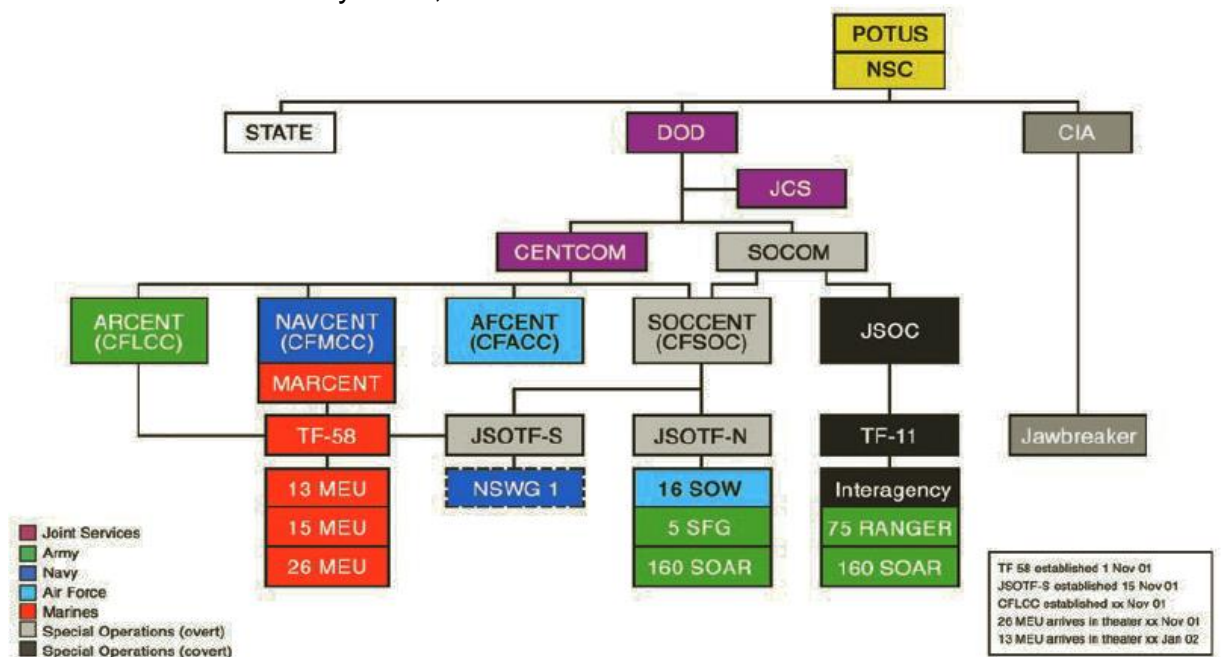 POTUS
NSC
STATE
DOD
CIA
JCS
CENTCOM
SOCOM
ARCENT
(CFLCC)
NAVCENT
(CFMCC)
AFCENT
(CFACC)
SOCCENT
(CFSOC)
JSOC
MARCENT
TF-58
JSOTF-S
JSOTF-N
TF-11
Jawbreaker
13 MEU
15 MEU
26 MEU
NSWG 1
16 SOW
5 SFG
160 SOAR
Interagency
75 RANGER
160 SOAR
Joint Services
Army
Navy
Air Force
Marines
Special Operations (overt)
Special Operations (covert)
TF 58 established 1 Nov 01
JSOTF-S established 15 Nov 01
CFLCC established xx Nov 01
26 MEU arrives in theater xx Nov 01
13 MEU arrives in theater xx Jan 02